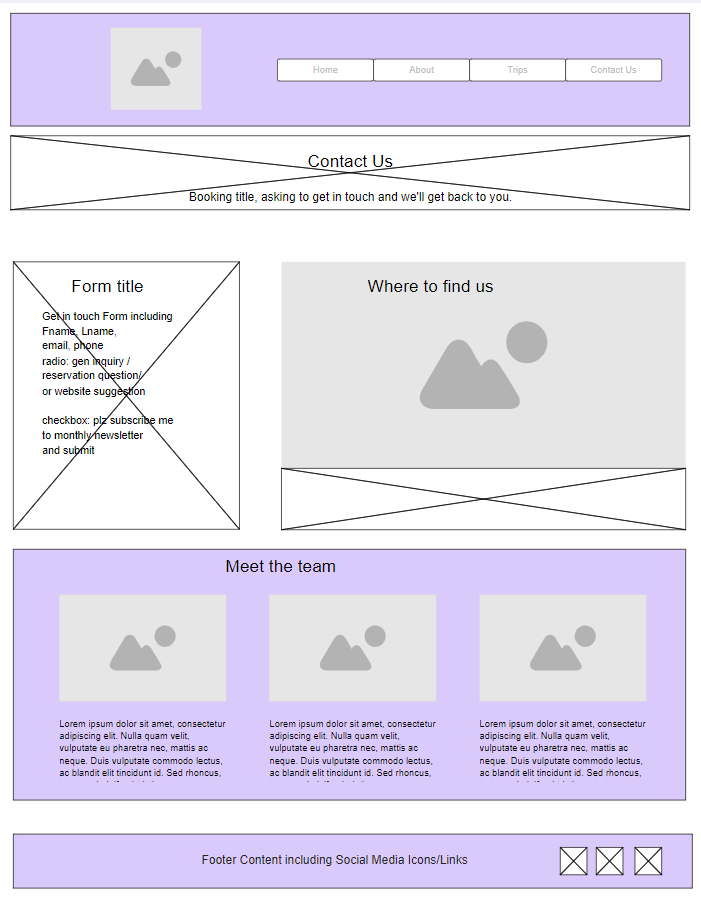 Home
About
Trips
Contact Us
Contact Us
Booking title, asking to get in touch and we'll get back to you.
Form title
Get in touch Form including
Fname, Lname,
email, phone
radio: gen inquiry /
reservation question/
or website suggestion
checkbox: plz subscribe me
to monthly newsletter
and submit
Where to find us
Meet the team
Lorem ipsum dolor sit amet, consectetur
adipiscing elit. Nulla quam velit,
vulputate eu pharetra nec, mattis ac
neque. Duis vulputate commodo lectus,
ac blandit elit tincidunt id. Sed rhoncus,
Lorem ipsum dolor sit amet, consectetur
adipiscing elit. Nulla quam velit,
vulputate eu pharetra nec, mattis ac
neque. Duis vulputate commodo lectus,
ac blandit elit tincidunt id. Sed rhoncus,
Lorem ipsum dolor sit amet, consectetur
adipiscing elit. Nulla quam velit,
vulputate eu pharetra nec, mattis ac
neque. Duis vulputate commodo lectus,
ac blandit elit tincidunt id. Sed rhoncus,
Footer Content including Social Media Icons/Links